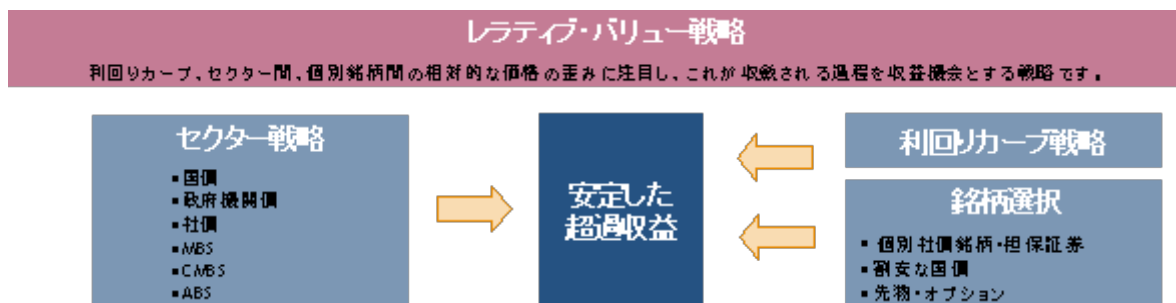 レラティブ・バリュー戦略
利回りカーブ、セクター間、個別銘柄間の相対的な価格の歪みに注目し、これが収斂される過程を収益機会とする戦略です。
セクター戦略
▪国債
▪政府機関債
▪社債
▪MBS
▪CMBS
▪ABS
安定した
超過収益
利回りカーブ戦略
銘柄選択
▪ 個別社債銘柄・担保証券
▪割安な国債
▪先物・オプション